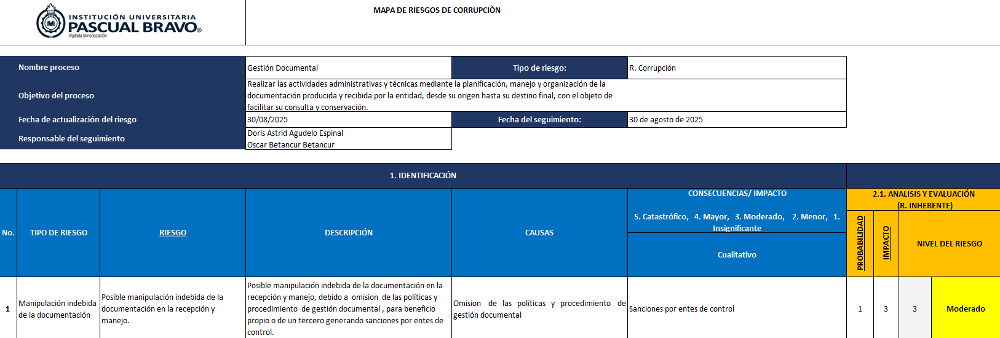 INSTITUCIÓN UNIVERSITARIA
PASCUAL BRAVO®
Vigilada Mineducación
MAPA DE RIESGOS DE CORRUPCIÒN
Nombre proceso
Gestión Documental
Tipo de riesgo:
R. Corrupción
Objetivo del proceso
Realizar las actividades administrativas y técnicas mediante la planificación, manejo y organización de la
documentación producida y recibida por la entidad, desde su origen hasta su destino final, con el objeto de
facilitar su consulta y conservación.
Fecha de actualización del riesgo
30/08/2025
Fecha del seguimiento:
30 de agosto de 2025
Responsable del seguimiento
Doris Astrid Agudelo Espinal
Oscar Betancur Betancur
1. IDENTIFICACIÓN
No.
TIPO DE RIESGO
RIESGO
DESCRIPCIÓN
CAUSAS
CONSECUENCIAS/ IMPACTO
5. Catastrófico, 4. Mayor, 3. Moderado, 2. Menor, 1.
Insignificante
Cualitativo
2.1. ANALISIS Y EVALUACIÓN
(R. INHERENTE)
PROBABILIDAD
IMPACTO
NIVEL DEL RIESGO
1
Manipulación indebida
de la documentación
Posible manipulación indebida de la
documentación en la recepción y
manejo.
Posible manipulación indebida de la documentación en la
recepción y manejo, debido a omision de las políticas y
procedimiento de gestión documental , para beneficio
propio o de un tercero generando sanciones por entes de
control.
Omision de las políticas y procedimiento de
gestión documental
Sanciones por entes de control
1
3
3
Moderado